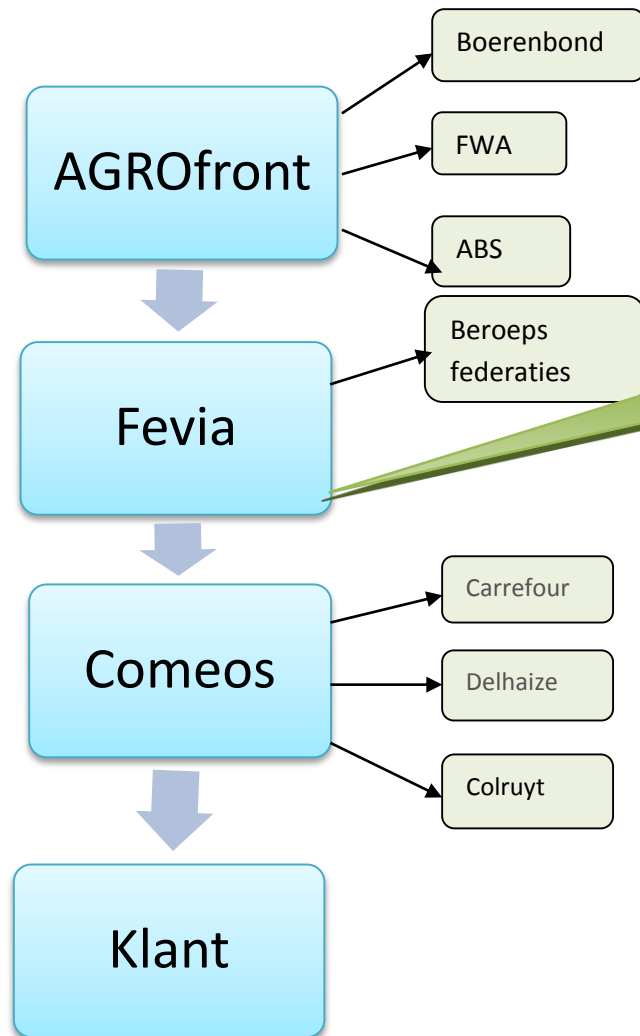 AGROfront
Boerenbond
FWA
ABS
Fevia
Beroeps
federaties
Comeos
Carrefour
Delhaize
Colruyt
Klant